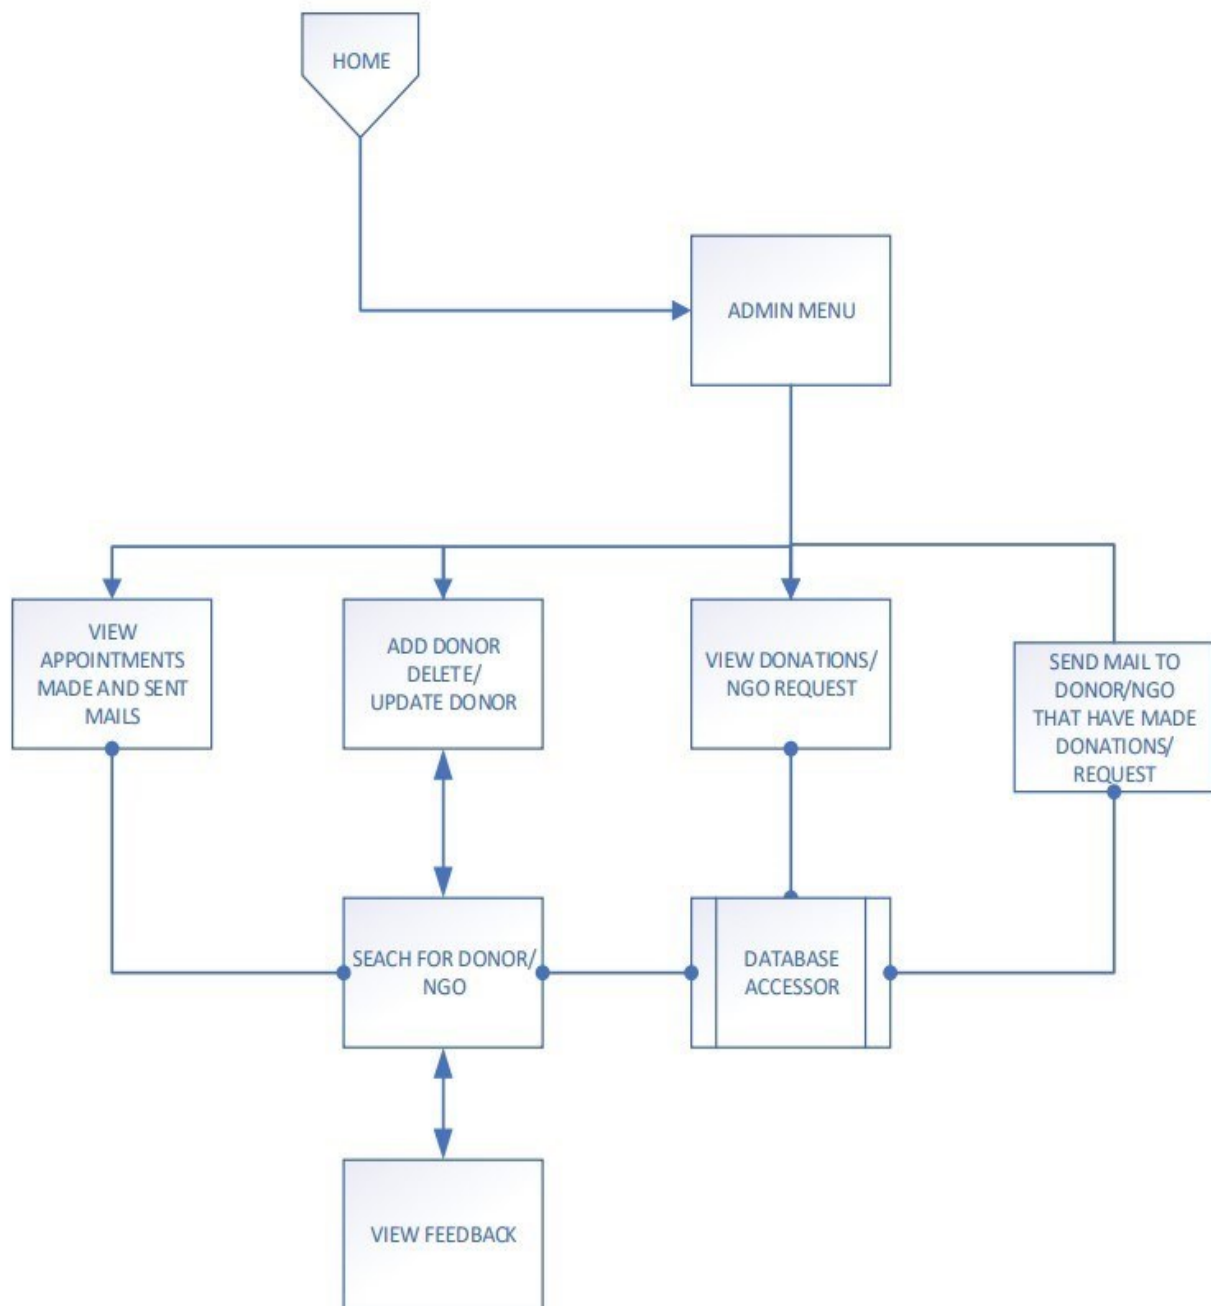 HOME
ADMIN MENU
VIEW
APPOINTMENTS
MADE AND SENT
MAILS
ADD DONOR
DELETE/
UPDATE DONOR
VIEW DONATIONS/
NGO REQUEST
SEND MAIL TO
DONOR/NGO
THAT HAVE MADE
DONATIONS/
REQUEST
SEACH FOR DONOR/
NGO
DATABASE
ACCESSOR
VIEW FEEDBACK